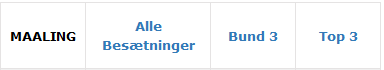 MAALING
Alle
Besætninger
Bund 3
Top 3